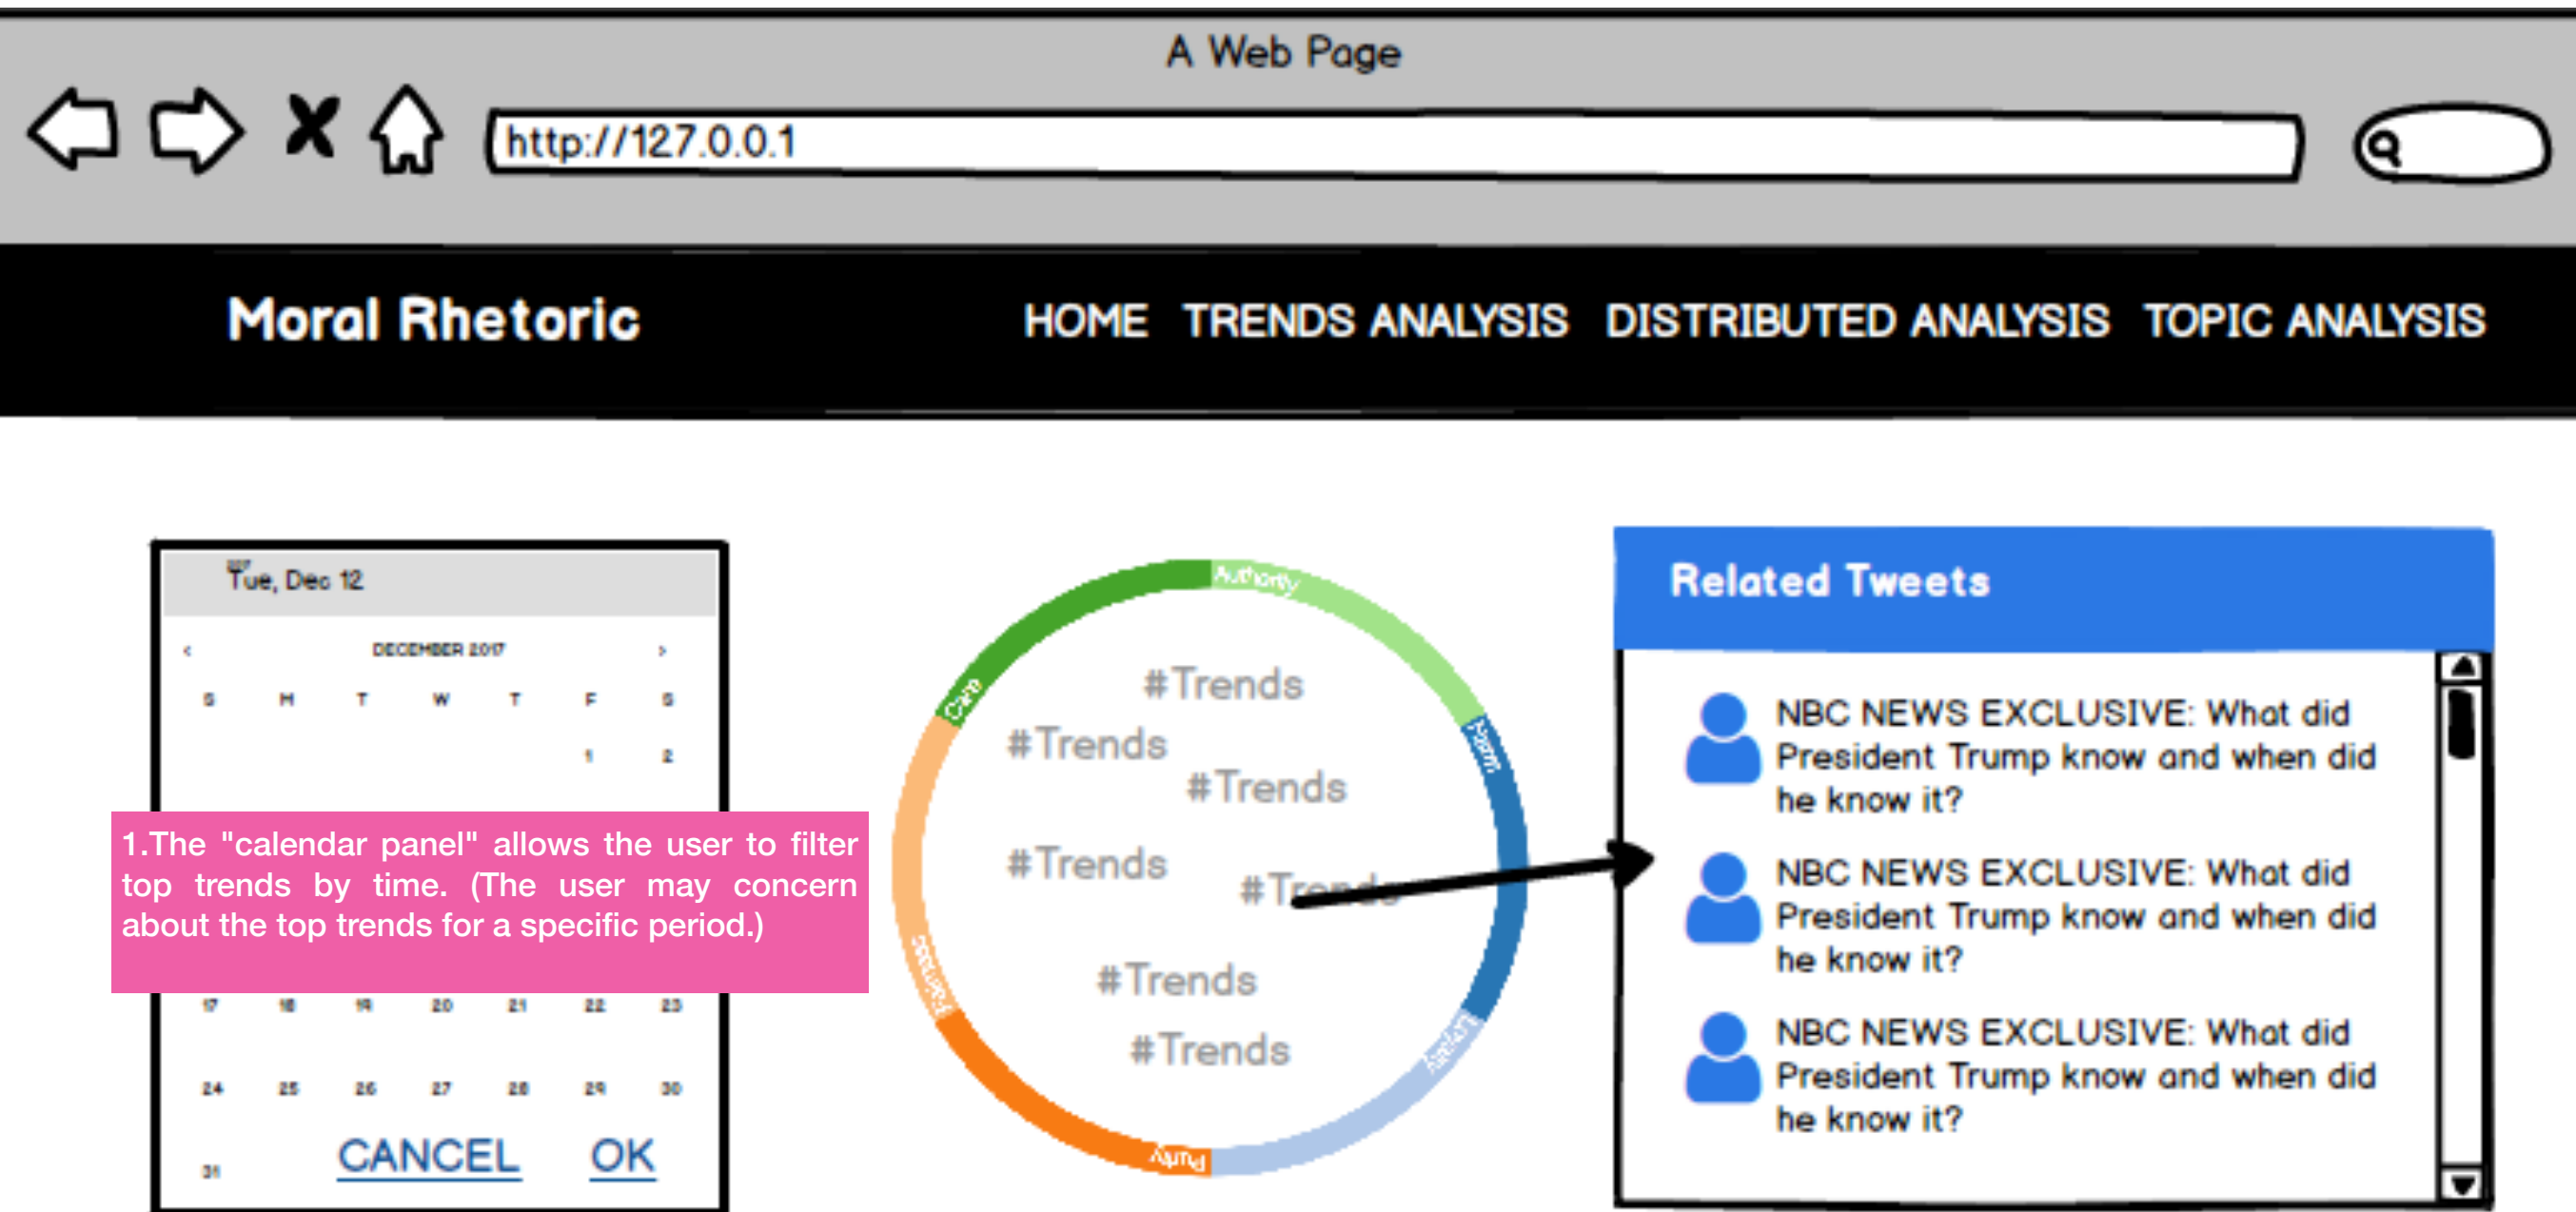 A Web Page
http://127.0.0.1
Moral Rhetoric
HOME TRENDS ANALYSIS DISTRIBUTED ANALYSIS TOPIC ANALYSIS
2017
Tue, Dec 12
< DECEMBER 2017 >
S M T W T F S
1 2
1.The "calendar panel" allows the user to filter
top trends by time. (The user may concern
about the top trends for a specific period.)
17 18 19 20 21 22 23
24 25 26 27 28 29 30
31
CANCEL OK
Authority
Care
Harm
Fairness
Purity
#Trends
#Trends
#Trends
#Trends
#Trends
#Trends
#Trends
Related Tweets
NBC NEWS EXCLUSIVE: What did
President Trump know and when did
he know it?
NBC NEWS EXCLUSIVE: What did
President Trump know and when did
he know it?
NBC NEWS EXCLUSIVE: What did
President Trump know and when did
he know it?